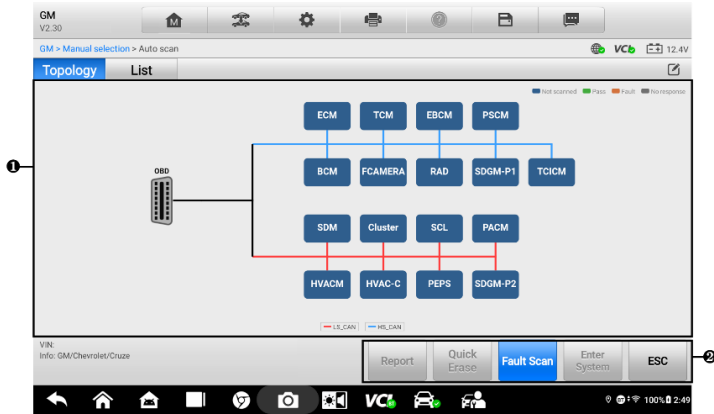 GM
V2.30
GM > Manual selection > Auto scan
VCI
12.4V
Topology List
Not scanned Pass Fault No response
ECM TCM EBCM PSCM
OBD
BCM FCAMERA RAD SDGM-P1 TCICM
SDM Cluster SCL PACM
HVACM HVAC-C PEPS SDGM-P2
LS_CAN HS_CAN
VIN:
Info: GM/Chevrolet/Cruze
Report Quick Erase Fault Scan Enter System ESC
VCI
100% 2:49
❶
❷